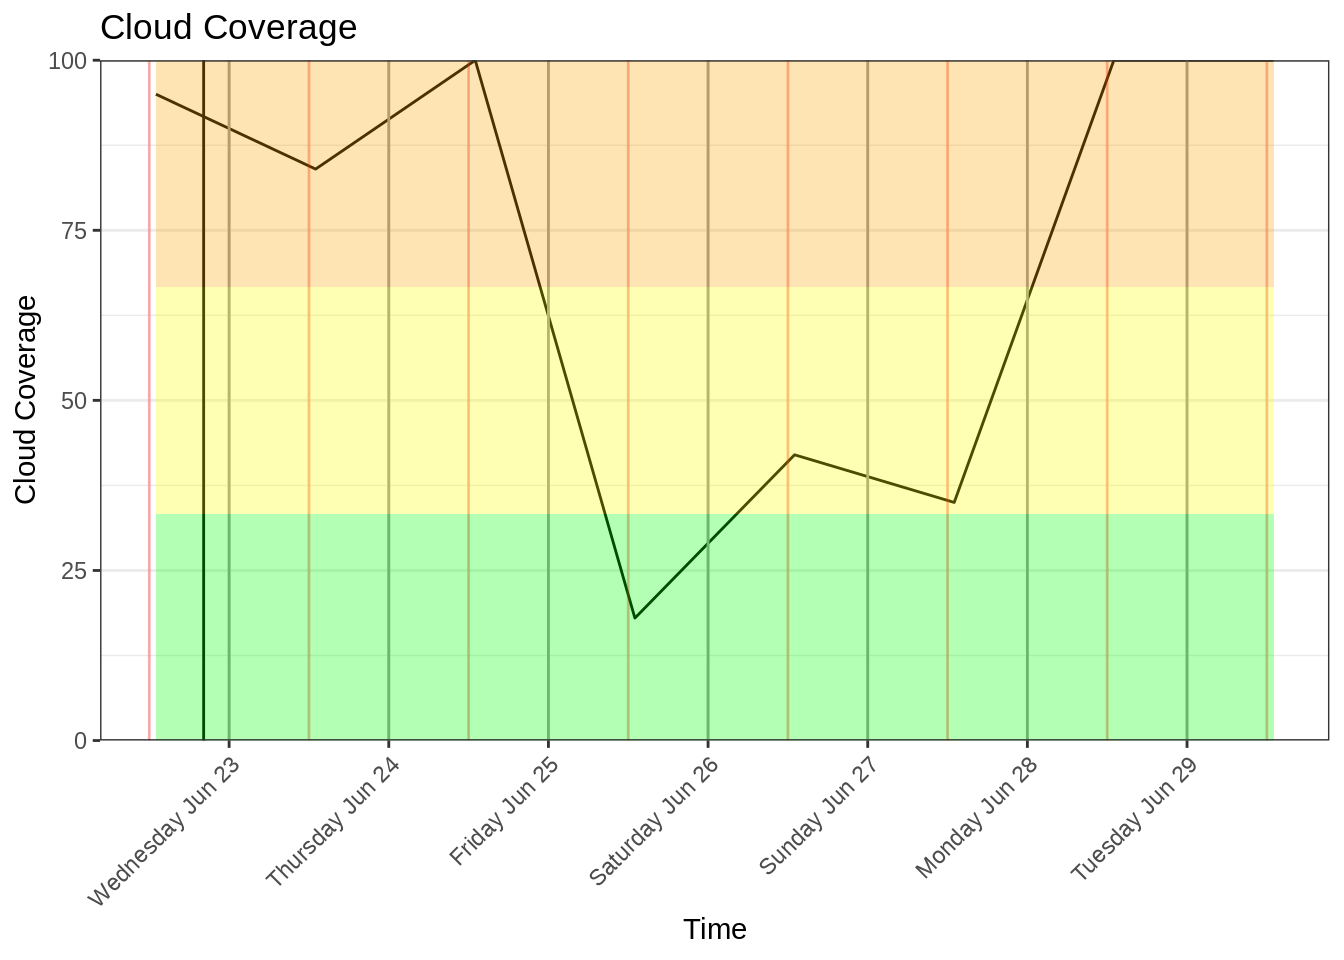 Cloud Coverage
100
75
50
25
0
Cloud Coverage
Wednesday Jun 23
Thursday Jun 24
Friday Jun 25
Saturday Jun 26
Sunday Jun 27
Monday Jun 28
Tuesday Jun 29
Time